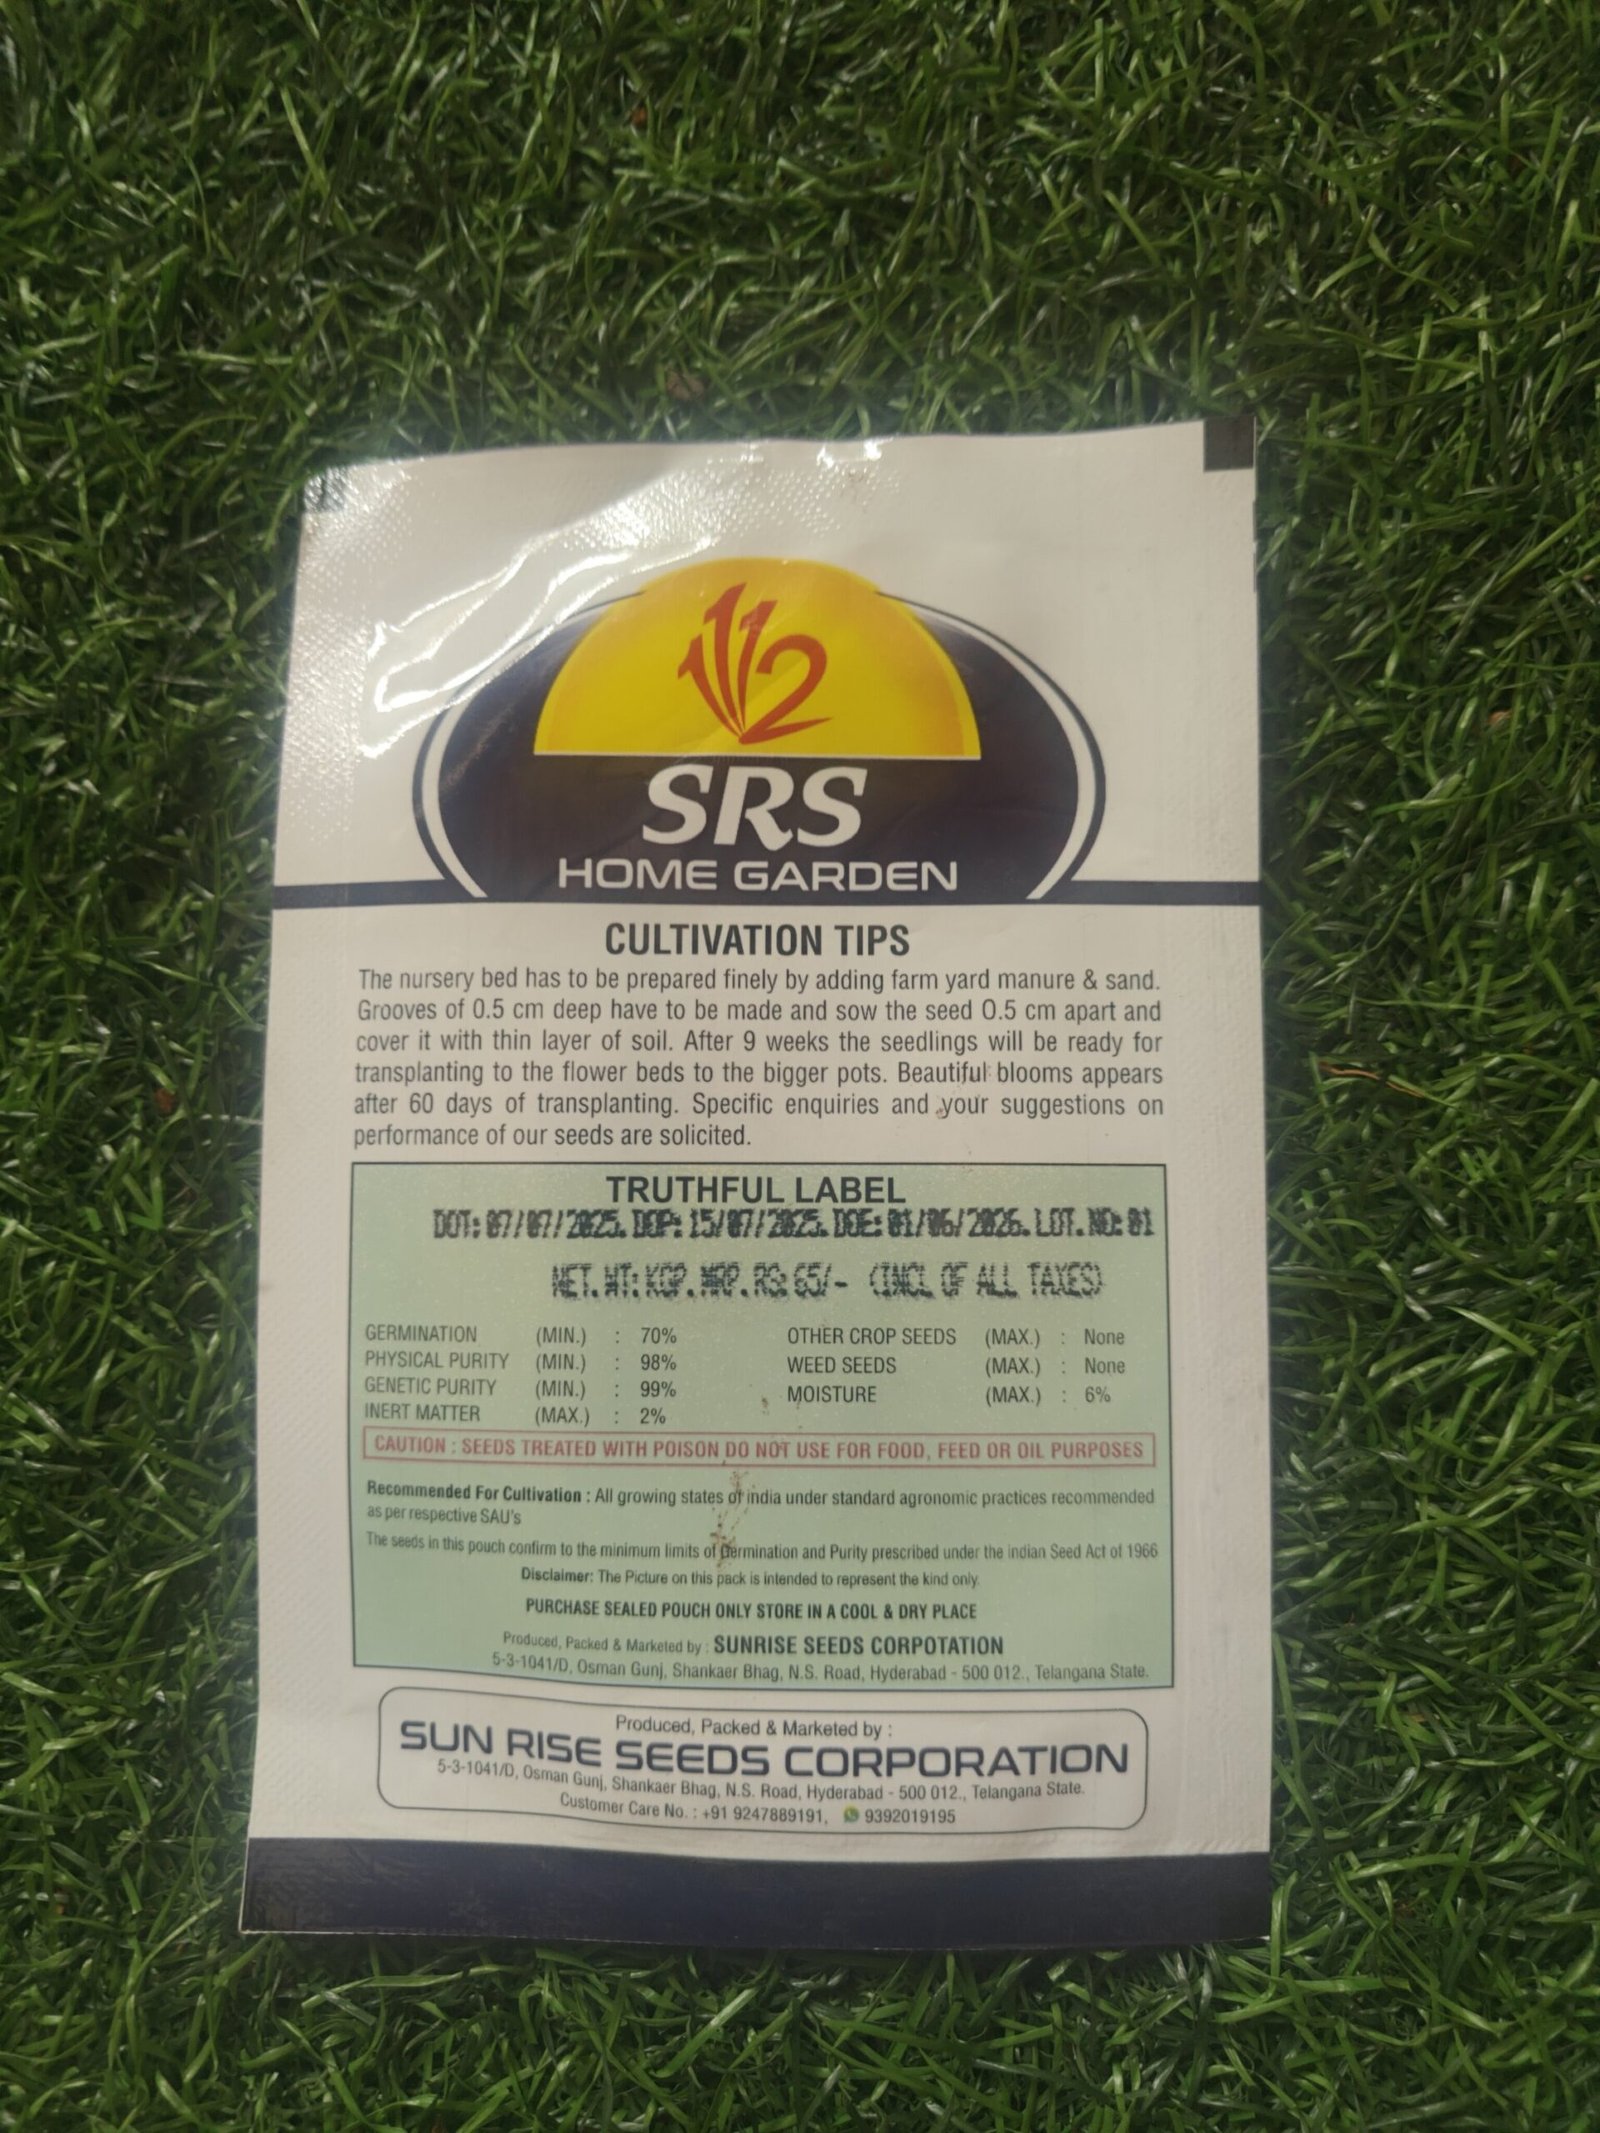 1112
SRS
HOME GARDEN
CULTIVATION TIPS
The nursery bed has to be prepared finely by adding farm yard manure & sand.
Grooves of 0.5 cm deep have to be made and sow the seed O.5 cm apart and
cover it with thin layer of soil. After 9 weeks the seedlings will be ready for
transplanting to the flower beds to the bigger pots. Beautiful blooms appears
after 60 days of transplanting. Specific enquiries and your suggestions on
performance of our seeds are solicited.
TRUTHFUL LABEL
DOT: 07/07/2025. DOP: 15/07/2025. DOE: 01/06/2026. LOT. NO: 01
NET. WT: KGP. MRP. RS: 65/- (INCL OF ALL TAXES)
GERMINATION (MIN.) : 70% OTHER CROP SEEDS (MAX.) : None
PHYSICAL PURITY (MIN.) : 98% WEED SEEDS (MAX.) : None
GENETIC PURITY (MIN.) : 99% MOISTURE (MAX.) : 6%
INERT MATTER (MAX.) : 2%
CAUTION : SEEDS TREATED WITH POISON DO NOT USE FOR FOOD, FEED OR OIL PURPOSES
Recommended For Cultivation : All growing states of india under standard agronomic practices recommended
as per respective SAU's
The seeds in this pouch confirm to the minimum limits of Germination and Purity prescribed under the indian Seed Act of 1966
Disclaimer: The Picture on this pack is intended to represent the kind only.
PURCHASE SEALED POUCH ONLY STORE IN A COOL & DRY PLACE
Produced, Packed & Marketed by : SUNRISE SEEDS CORPOTATION
5-3-1041/D, Osman Gunj, Shankaer Bhag, N.S. Road, Hyderabad - 500 012., Telangana State.
Produced, Packed & Marketed by :
SUN RISE SEEDS CORPORATION
5-3-1041/D, Osman Gunj, Shankaer Bhag, N.S. Road, Hyderabad - 500 012., Telangana State.
Customer Care No. : +91 9247889191, 9392019195